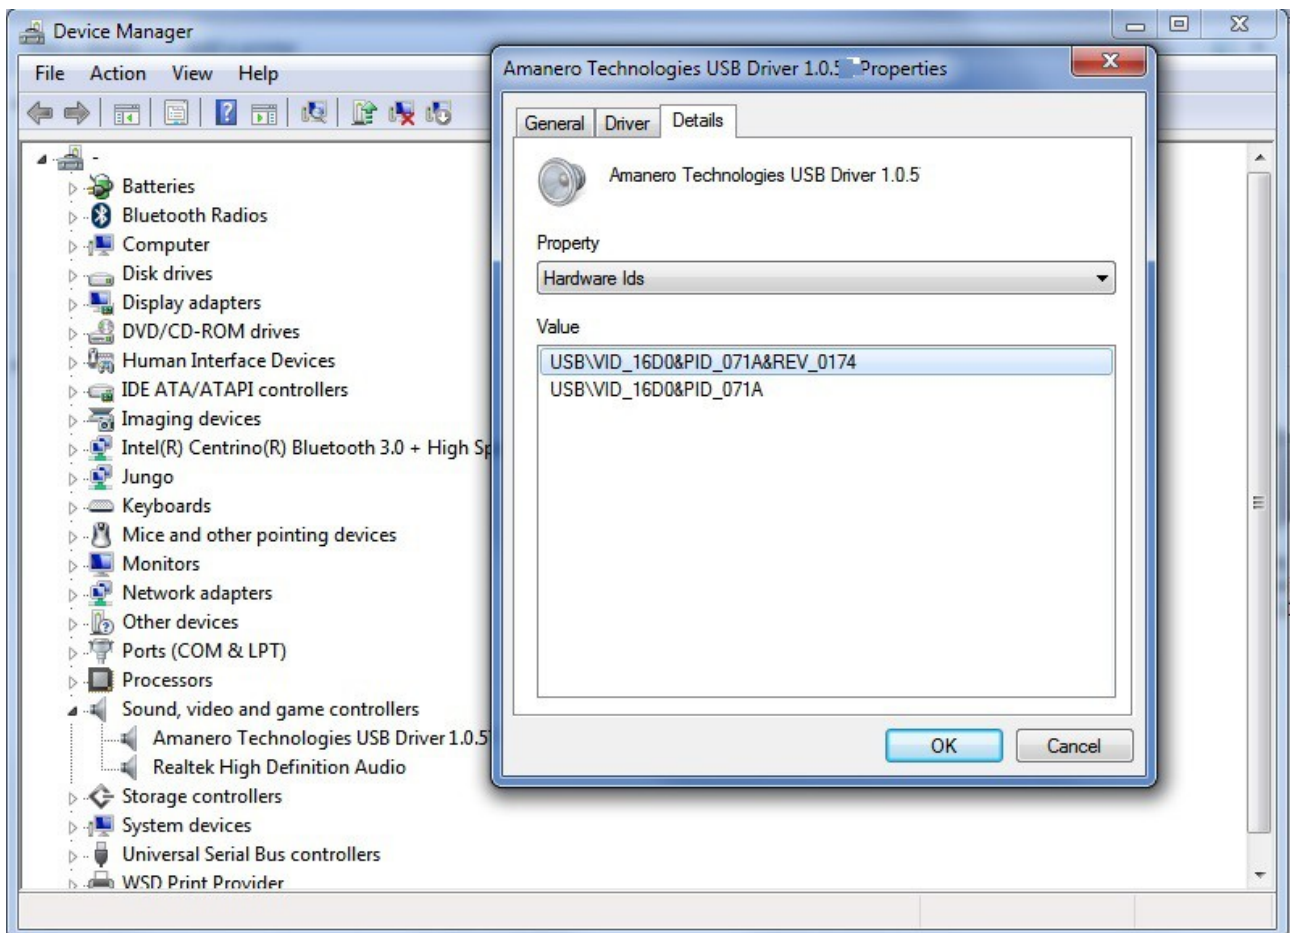 Device Manager
File Action View Help
-
Batteries
Bluetooth Radios
Computer
Disk drives
Display adapters
DVD/CD-ROM drives
Human Interface Devices
IDE ATA/ATAPI controllers
Imaging devices
Intel(R) Centrino(R) Bluetooth 3.0 + High Sp
Jungo
Keyboards
Mice and other pointing devices
Monitors
Network adapters
Other devices
Ports (COM & LPT)
Processors
Sound, video and game controllers
Amanero Technologies USB Driver 1.0.5
Realtek High Definition Audio
Storage controllers
System devices
Universal Serial Bus controllers
WSD Print Provider
Amanero Technologies USB Driver 1.0.5 Properties
General Driver Details
Amanero Technologies USB Driver 1.0.5
Property
Hardware Ids
Value
USB\VID_16D0&PID_071A&REV_0174
USB\VID_16D0&PID_071A
OK Cancel